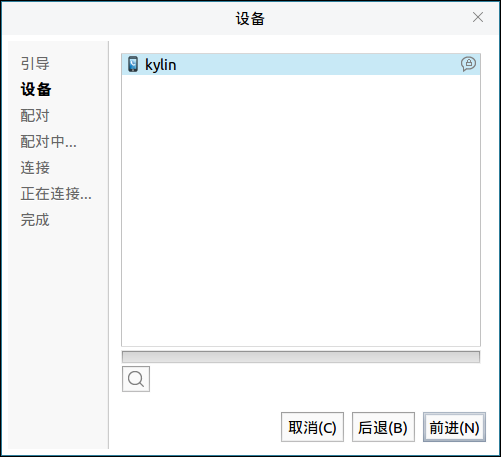 设备
引导
设备
配对
配对中...
连接
正在连接...
完成
kylin
取消(C)
后退(B)
前进(N)